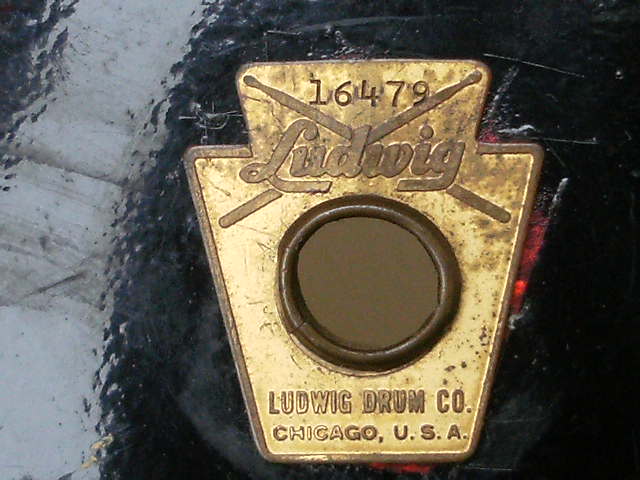 16479
Ludwig
LUDWIG DRUM CO.
CHICAGO, U.S.A.